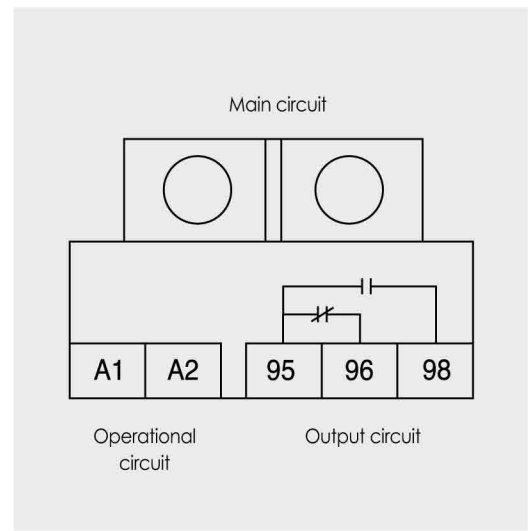 Main circuit
A1 A2 95 96 98
Operational
circuit
Output circuit